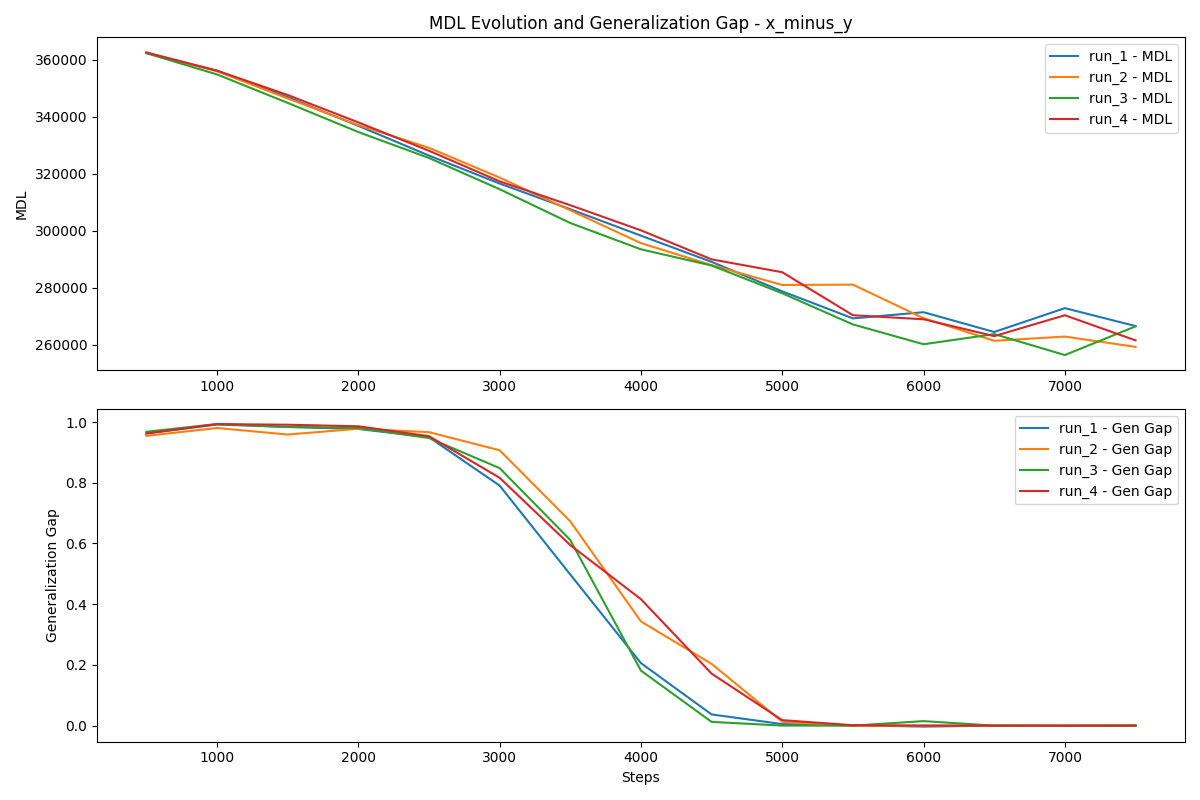 MDL Evolution and Generalization Gap - x_minus_y
MDL
360000
340000
320000
300000
280000
260000
run_1 - MDL
run_2 - MDL
run_3 - MDL
run_4 - MDL
1000 2000 3000 4000 5000 6000 7000
Generalization Gap
1.0
0.8
0.6
0.4
0.2
0.0
run_1 - Gen Gap
run_2 - Gen Gap
run_3 - Gen Gap
run_4 - Gen Gap
1000 2000 3000 4000 5000 6000 7000
Steps